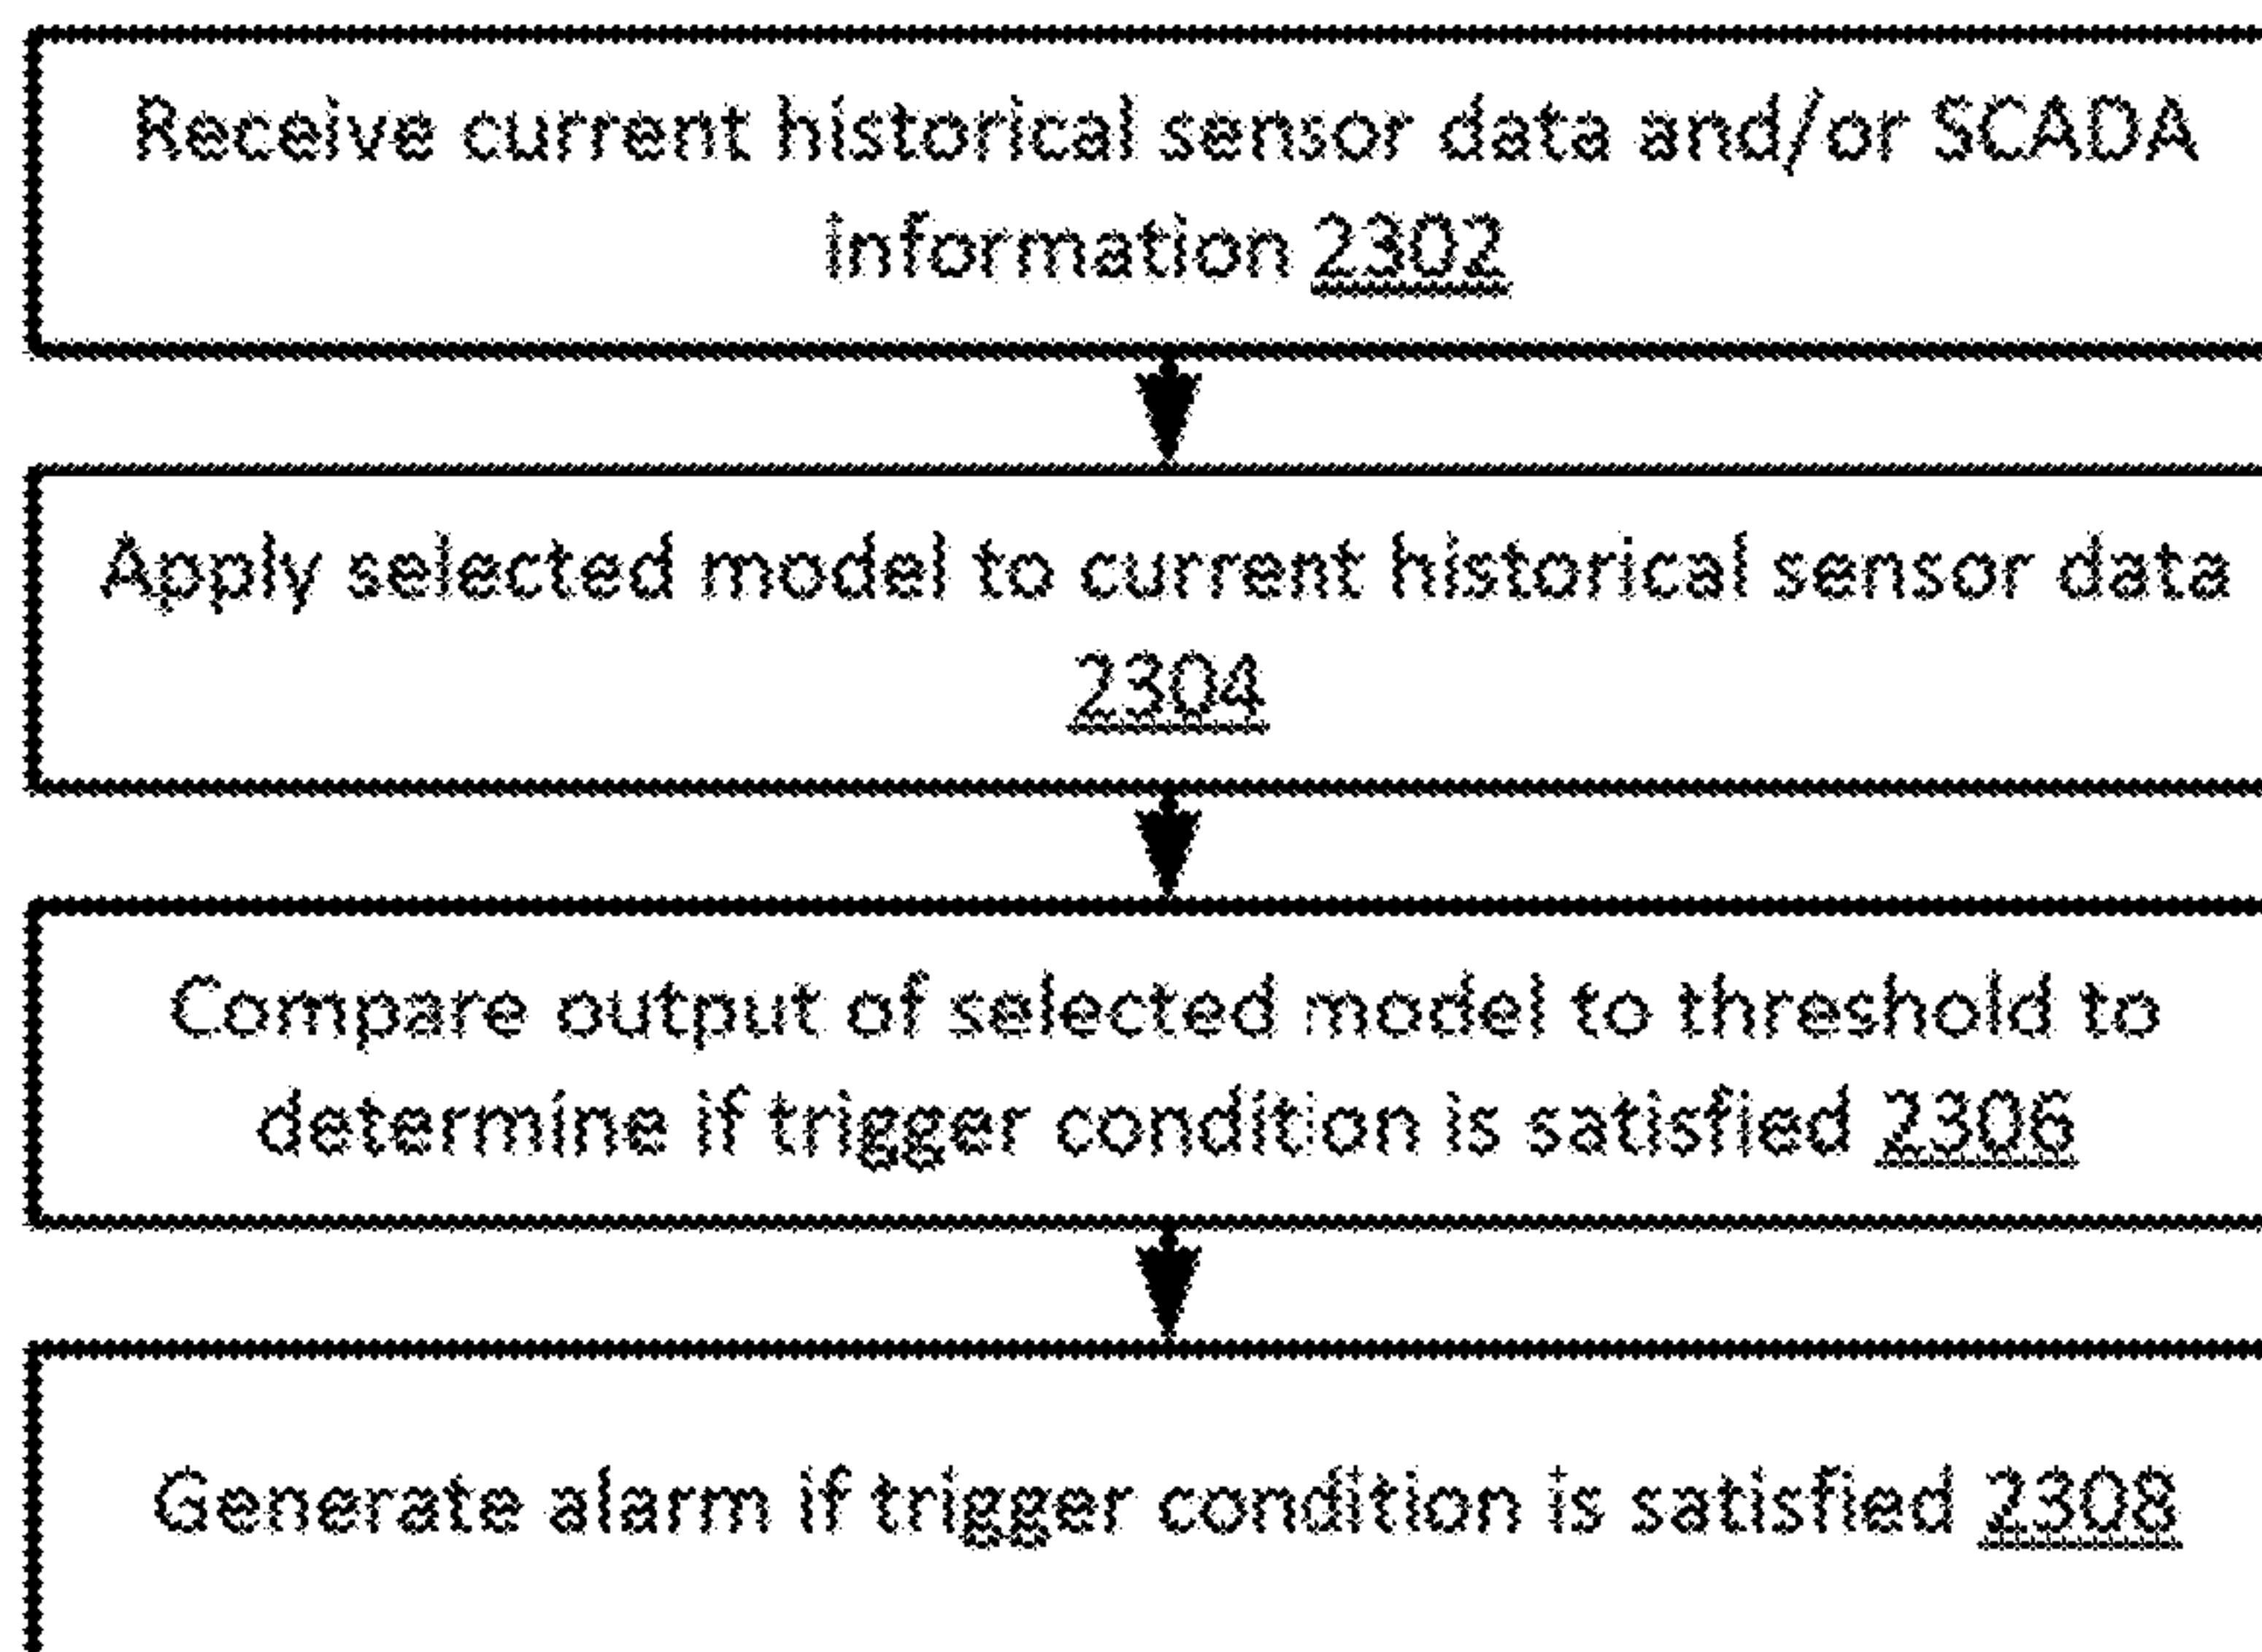 Receive current historical sensor data and/or SCADA
information 2302
Apply selected model to current historical sensor data
2304
Compare output of selected model to threshold to
determine if trigger condition is satisfied 2306
Generate alarm if trigger condition is satisfied 2308